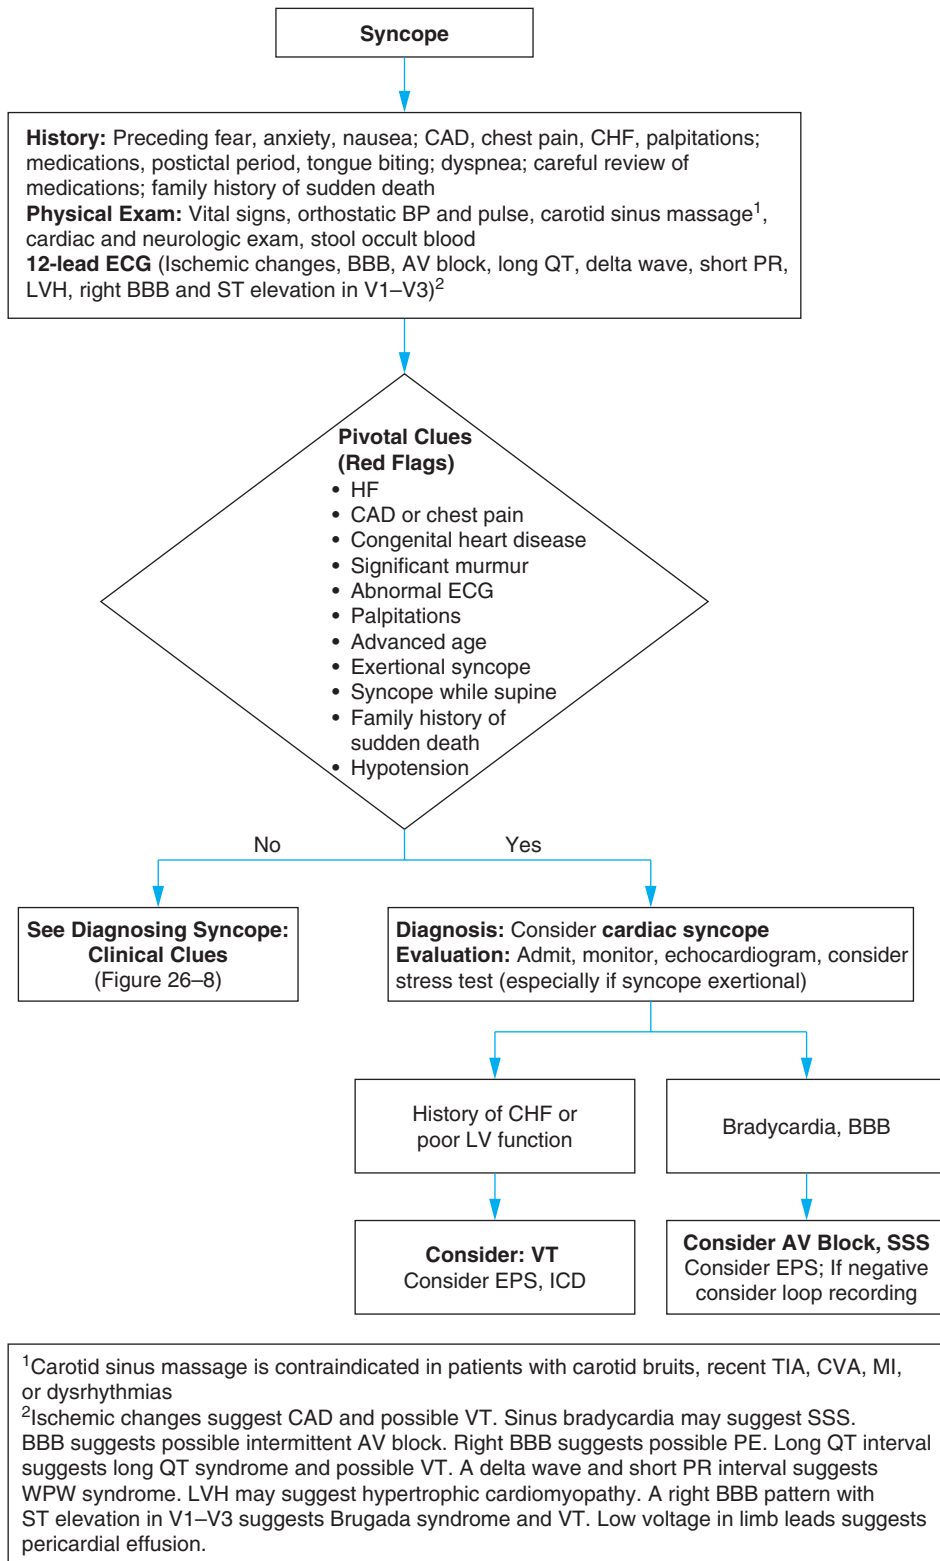 Syncope
History: Preceding fear, anxiety, nausea; CAD, chest pain, CHF, palpitations;
medications, postictal period, tongue biting; dyspnea; careful review of
medications; family history of sudden death
Physical Exam: Vital signs, orthostatic BP and pulse, carotid sinus massage1,
cardiac and neurologic exam, stool occult blood
12-lead ECG (Ischemic changes, BBB, AV block, long QT, delta wave, short PR,
LVH, right BBB and ST elevation in V1–V3)2
Pivotal Clues
(Red Flags)
• HF
• CAD or chest pain
• Congenital heart disease
• Significant murmur
• Abnormal ECG
• Palpitations
• Advanced age
• Exertional syncope
• Syncope while supine
• Family history of
sudden death
• Hypotension
No
Yes
See Diagnosing Syncope:
Clinical Clues
(Figure 26–8)
Diagnosis: Consider cardiac syncope
Evaluation: Admit, monitor, echocardiogram, consider
stress test (especially if syncope exertional)
History of CHF or
poor LV function
Bradycardia, BBB
Consider: VT
Consider EPS, ICD
Consider AV Block, SSS
Consider EPS; If negative
consider loop recording
1Carotid sinus massage is contraindicated in patients with carotid bruits, recent TIA, CVA, MI,
or dysrhythmias
2Ischemic changes suggest CAD and possible VT. Sinus bradycardia may suggest SSS.
BBB suggests possible intermittent AV block. Right BBB suggests possible PE. Long QT interval
suggests long QT syndrome and possible VT. A delta wave and short PR interval suggests
WPW syndrome. LVH may suggest hypertrophic cardiomyopathy. A right BBB pattern with
ST elevation in V1–V3 suggests Brugada syndrome and VT. Low voltage in limb leads suggests
pericardial effusion.